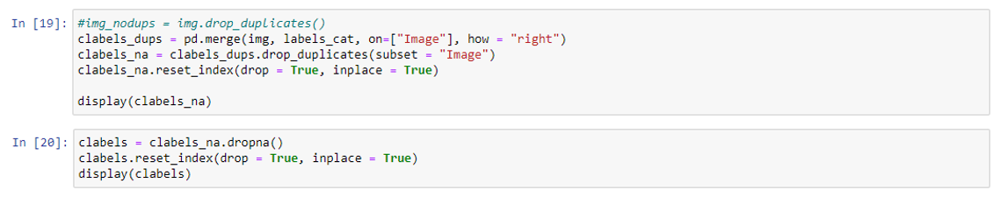 In [19]: #img_nodups = img.drop_duplicates()
clabels_dups = pd.merge(img, labels_cat, on=["Image"], how = "right")
clabels_na = clabels_dups.drop_duplicates(subset = "Image")
clabels_na.reset_index(drop = True, inplace = True)
display(clabels_na)
In [20]: clabels = clabels_na.dropna()
clabels.reset_index(drop = True, inplace = True)
display(clabels)